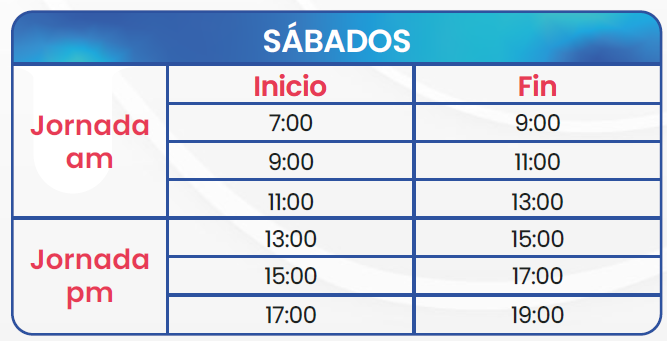 SÁBADOS
Inicio Fin
Jornada
am
7:00 9:00
9:00 11:00
11:00 13:00
Jornada
pm
13:00 15:00
15:00 17:00
17:00 19:00